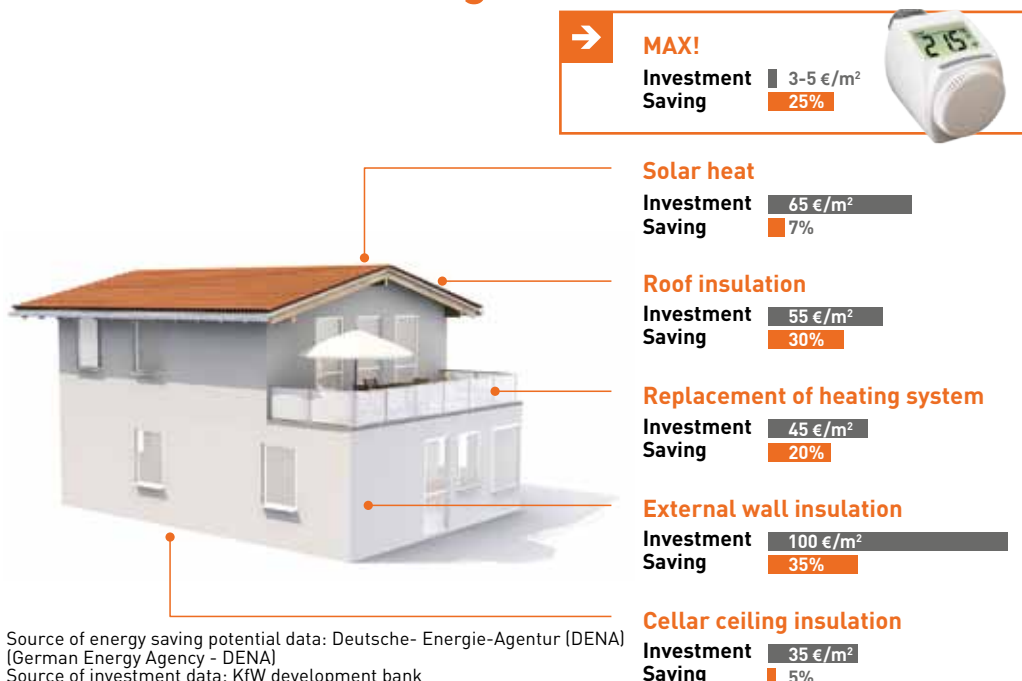 MAX!
Investment 3-5 €/m²
Saving 25%
21.5°
Solar heat
Investment 65 €/m²
Saving 7%
Roof insulation
Investment 55 €/m²
Saving 30%
Replacement of heating system
Investment 45 €/m²
Saving 20%
External wall insulation
Investment 100 €/m²
Saving 35%
Cellar ceiling insulation
Investment 35 €/m²
Saving 5%
Source of energy saving potential data: Deutsche- Energie-Agentur (DENA)
(German Energy Agency - DENA)
Source of investment data: KfW development bank